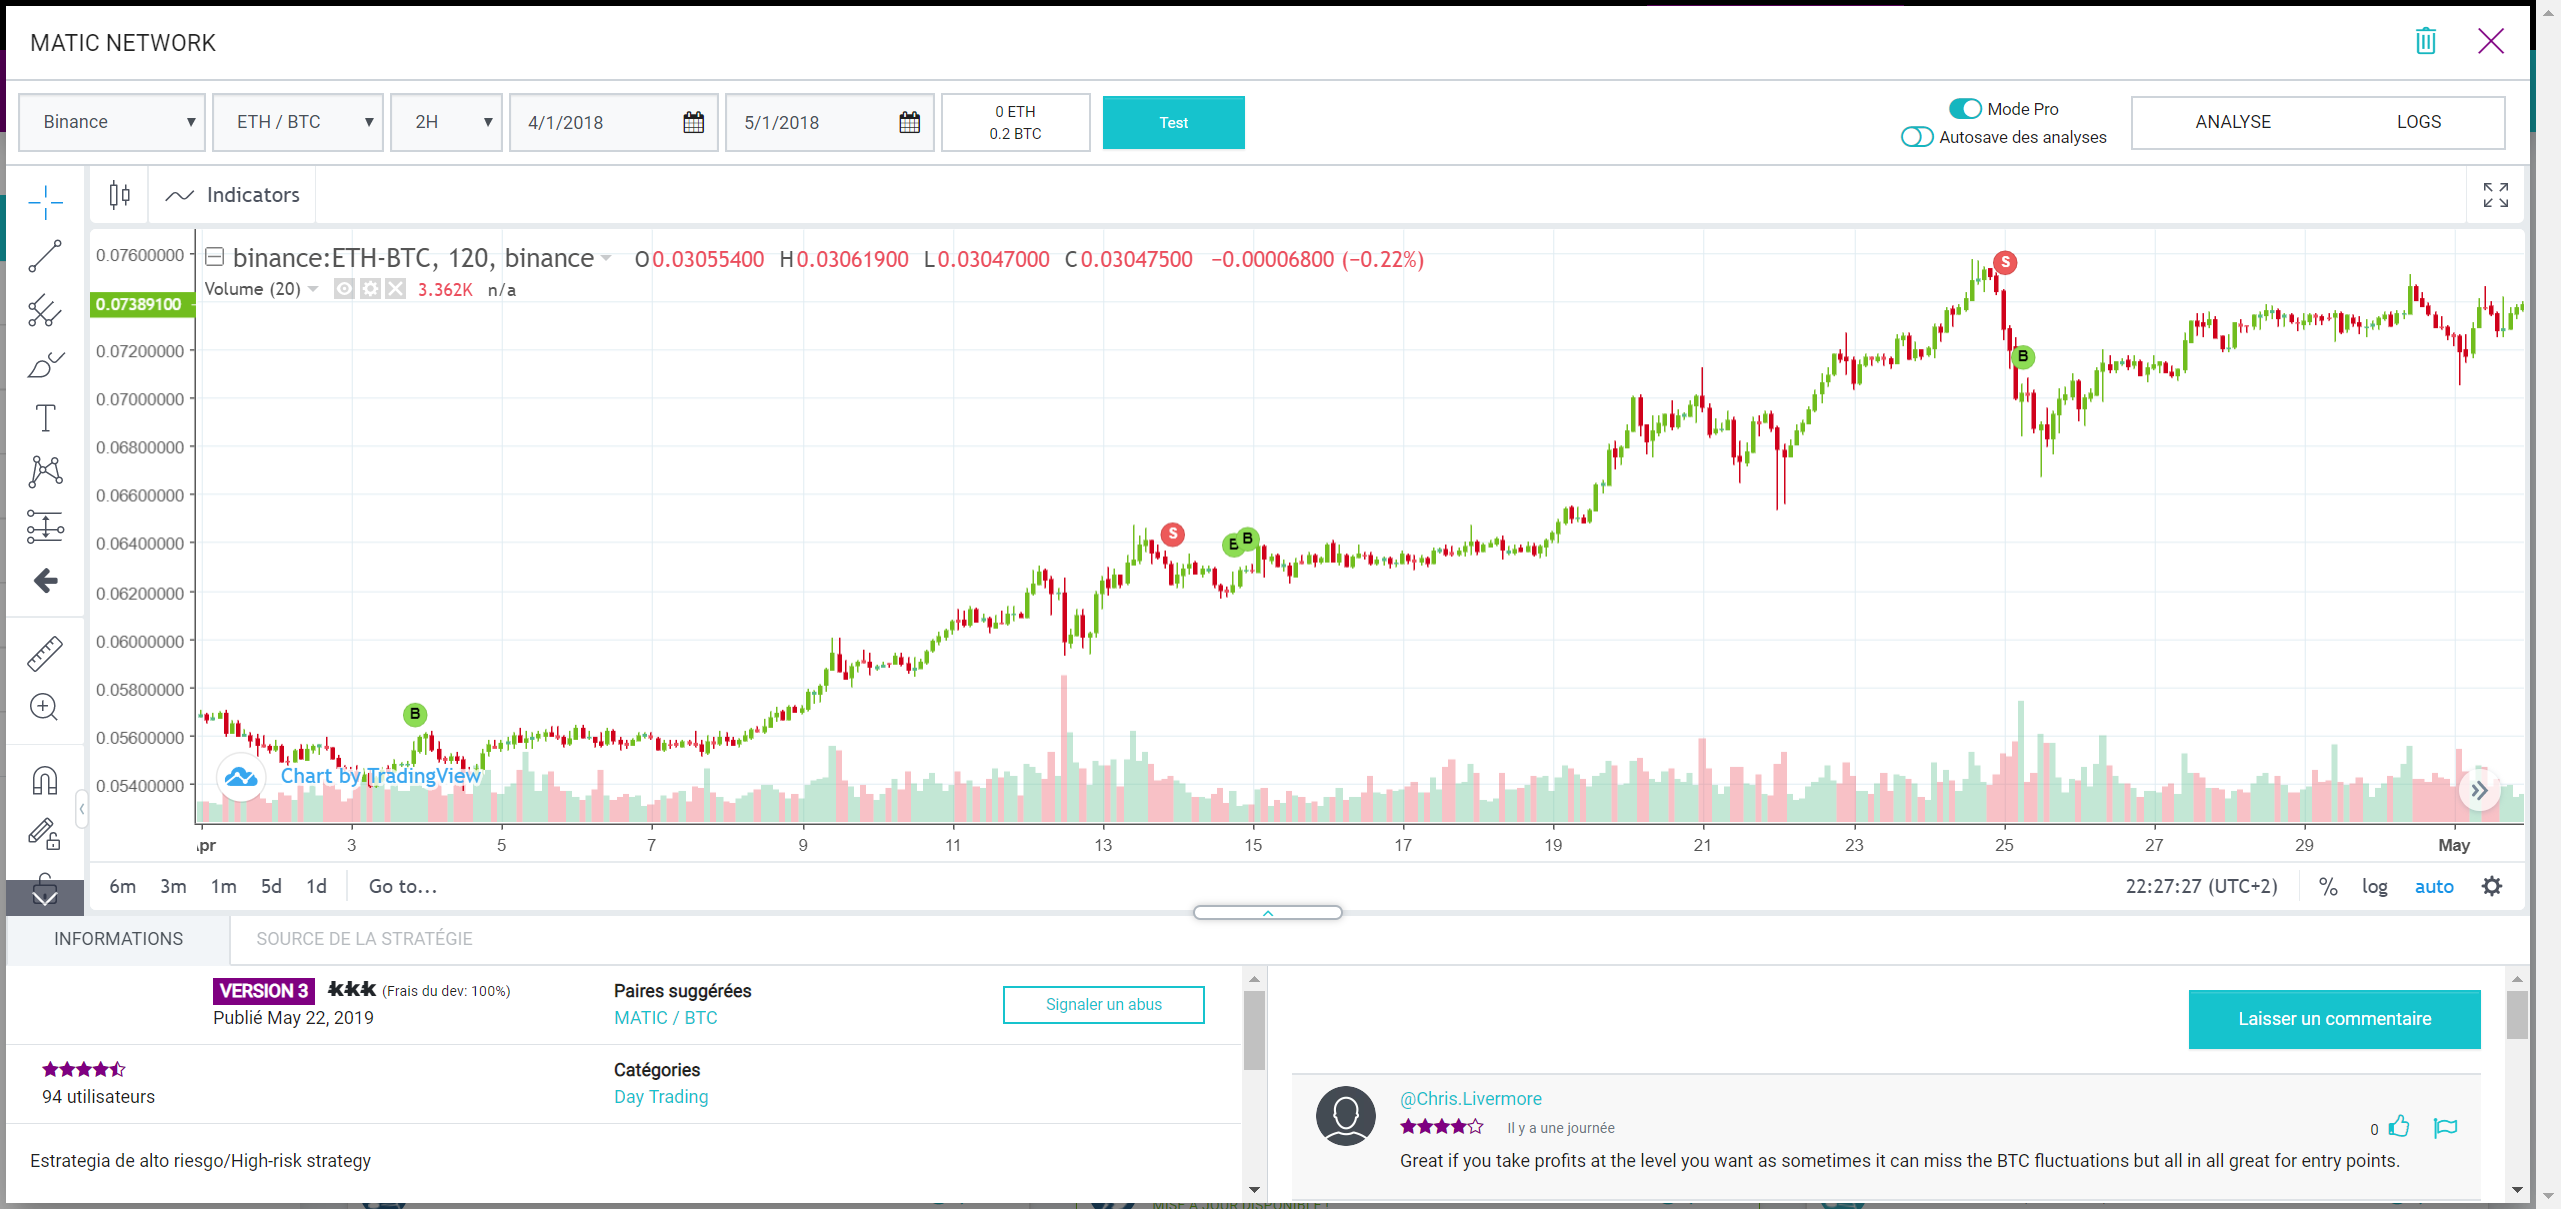 MATIC NETWORK
Binance
ETH / BTC
2H
4/1/2018
5/1/2018
0 ETH
0.2 BTC
Test
Mode Pro
Autosave des analyses
ANALYSE
LOGS
Indicators
binance:ETH-BTC, 120, binance O0.03055400 H0.03061900 L0.03047000 C0.03047500 −0.00006800 (−0.22%)
Volume (20) 3.362K n/a
0.07600000
0.07389100
0.07200000
0.07000000
0.06800000
0.06600000
0.06400000
0.06200000
0.06000000
0.05800000
0.05600000
0.05400000
B
S
B
B
S
B
Chart by TradingView
3 5 7 9 11 13 15 17 19 21 23 25 27 29 May
6m 3m 1m 5d 1d Go to...
22:27:27 (UTC+2) % log auto
INFORMATIONS
SOURCE DE LA STRATÉGIE
VERSION 3 kkk (Frais du dev: 100%)
Publié May 22, 2019
Paires suggérées
MATIC / BTC
Signaler un abus
94 utilisateurs
Catégories
Day Trading
Estrategia de alto riesgo/High-risk strategy
Laisser un commentaire
@Chris.Livermore
Il y a une journée
0
Great if you take profits at the level you want as sometimes it can miss the BTC fluctuations but all in all great for entry points.